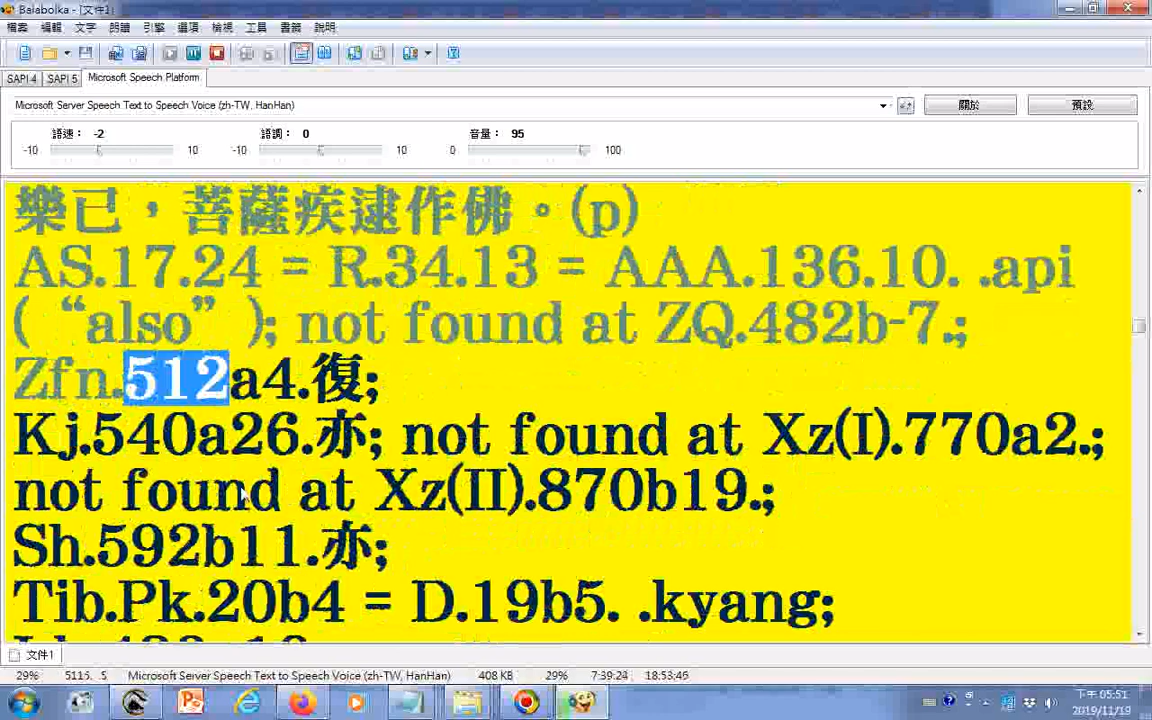 Balabolka - [文件1]
檔案 編輯 文字 朗讀 引擎 選項 檢視 工具 書籤 說明
SAPI 4 SAPI 5 Microsoft Speech Platform
Microsoft Server Speech Text to Speech Voice (zh-TW, HanHan) 關於 預設
語速： -2 語調： 0 音量： 95
-10 10 -10 10 0 100
樂已，菩薩疾逮作佛。(p)
AS.17.24 = R.34.13 = AAA.136.10. .api
(“also”); not found at ZQ.482b-7.;
Zfn.512a4.復;
Kj.540a26.亦; not found at Xz(I).770a2.;
not found at Xz(II).870b19.;
Sh.592b11.亦;
Tib.Pk.20b4 = D.19b5. .kyang;
文件1
29% Microsoft Server Speech Text to Speech Voice (zh-TW, HanHan) 408 KB 29% 7:39:24 18:53:45
下午 05:51
2019/11/19